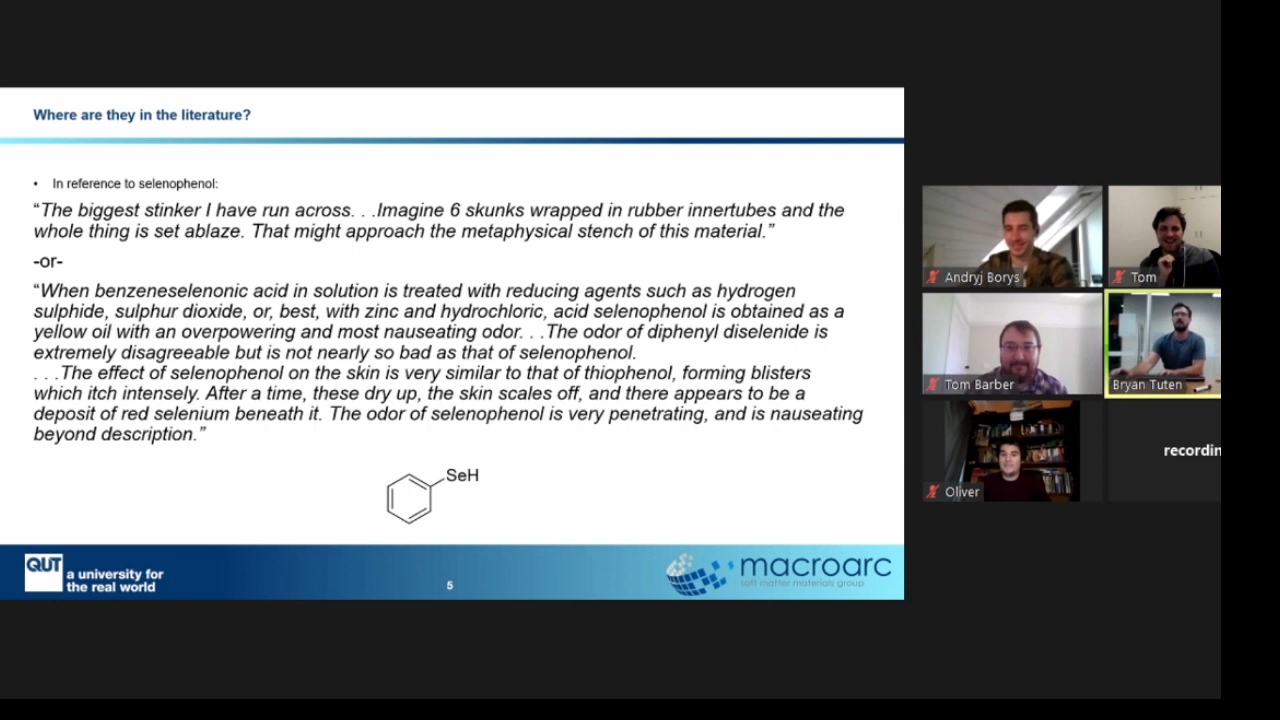 Where are they in the literature?
• In reference to selenophenol:
“The biggest stinker I have run across. . .Imagine 6 skunks wrapped in rubber innertubes and the
whole thing is set ablaze. That might approach the metaphysical stench of this material.”
-or-
“When benzeneselenonic acid in solution is treated with reducing agents such as hydrogen
sulphide, sulphur dioxide, or, best, with zinc and hydrochloric, acid selenophenol is obtained as a
yellow oil with an overpowering and most nauseating odor. . .The odor of diphenyl diselenide is
extremely disagreeable but is not nearly so bad as that of selenophenol.
. . .The effect of selenophenol on the skin is very similar to that of thiophenol, forming blisters
which itch intensely. After a time, these dry up, the skin scales off, and there appears to be a
deposit of red selenium beneath it. The odor of selenophenol is very penetrating, and is nauseating
beyond description.”
SeH
QUT
a university for
the real world
5
macroarc
soft matter materials group
Andryj Borys
Tom
Tom Barber
Bryan Tuten
Oliver
recordin